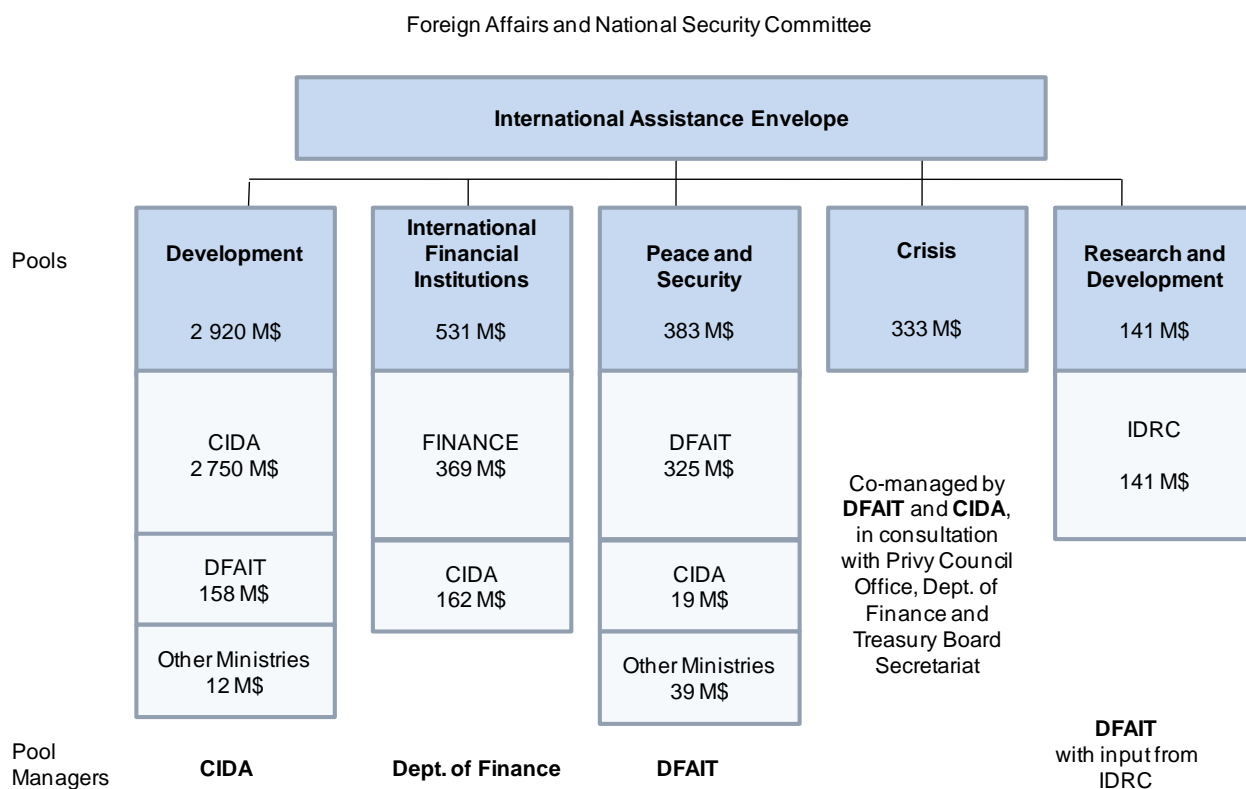 Foreign Affairs and National Security Committee
International Assistance Envelope
Pools
Development
2 920 M$
International
Financial
Institutions
531 M$
Peace and
Security
383 M$
Crisis
333 M$
Research and
Development
141 M$
CIDA
2 750 M$
DFAIT
158 M$
Other Ministries
12 M$
FINANCE
369 M$
CIDA
162 M$
DFAIT
325 M$
CIDA
19 M$
Other Ministries
39 M$
Co-managed by
DFAIT and CIDA,
in consultation
with Privy Council
Office, Dept. of
Finance and
Treasury Board
Secretariat
IDRC
141 M$
Pool
Managers
CIDA
Dept. of Finance
DFAIT
DFAIT
with input from
IDRC